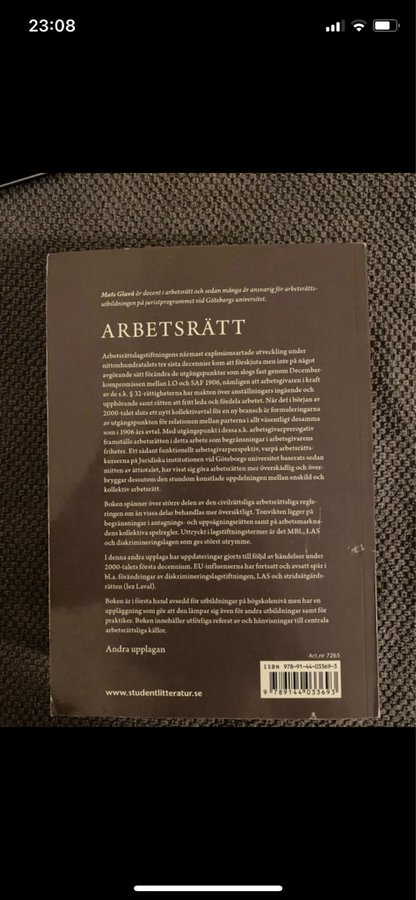 23:08
Mats Glavå är docent i arbetsrätt och sedan många år ansvarig för arbetsrätts-
utbildningen på juristprogrammet vid Göteborgs universitet.
ARBETSRÄTT
Arbetsrättslagstiftningens närmast explosionsartade utveckling under
nittonhundratalets tre sista decennier kom att förskjuta men inte på något
avgörande sätt förändra de utgångspunkter som slogs fast genom December-
kompromissen mellan LO och SAF 1906, nämligen att arbetsgivaren i kraft
av de s.k. § 32-rättigheterna har makten över anställningars ingående och
upphörande samt rätten att fritt leda och fördela arbetet. När det i början av
2000-talet slöts ett nytt kollektivavtal för en ny bransch är formuleringarna
av utgångspunkten för relationen mellan parterna i allt väsentligt desamma
som i 1906 års avtal. Med utgångspunkt i dessa s.k. arbetsgivarprerogativ
framställs arbetsrätten i detta arbete som begränsningar i arbetsgivarens
friheter. Ett sådant funktionellt arbetsgivarperspektiv, varpå arbetsrätts-
kurserna på Juridiska institutionen vid Göteborgs universitet baserats sedan
mitten av åttiotalet, har visat sig göra arbetsrätten mer överskådlig och över-
bryggar dessutom den stundom konstlade uppdelningen mellan enskild och
kollektiv arbetsrätt.
Boken spänner över större delen av den civilrättsliga arbetsrättsliga regle-
ringen om än vissa delar behandlas mer översiktligt. Tonvikten ligger på
begränsningar i antagnings- och uppsägningsrätten samt på arbetsmarkna-
dens kollektiva spelregler. Uttryckt i lagstiftningstermer är det MBL, LAS
och diskrimineringslagen som ges störst utrymme.
I denna andra upplaga har uppdateringar gjorts till följd av händelser under
2000-talets första decennium. EU-influenserna har fortsatt och avsatt spår i
bl.a. förändringar av diskrimineringslagstiftningen, LAS och stridsåtgärds-
rätten (lex Laval).
Boken är i första hand avsedd för utbildningar på högskolenivå men har en
uppläggning som gör att den lämpar sig även för andra utbildningar samt för
praktiker. Boken innehåller utförliga referat av och hänvisningar till centrala
arbetsrättsliga källor.
Andra upplagan
Art.nr 7263
ISBN 978-91-44-03369-3
9 789144 033693
www.studentlitteratur.se